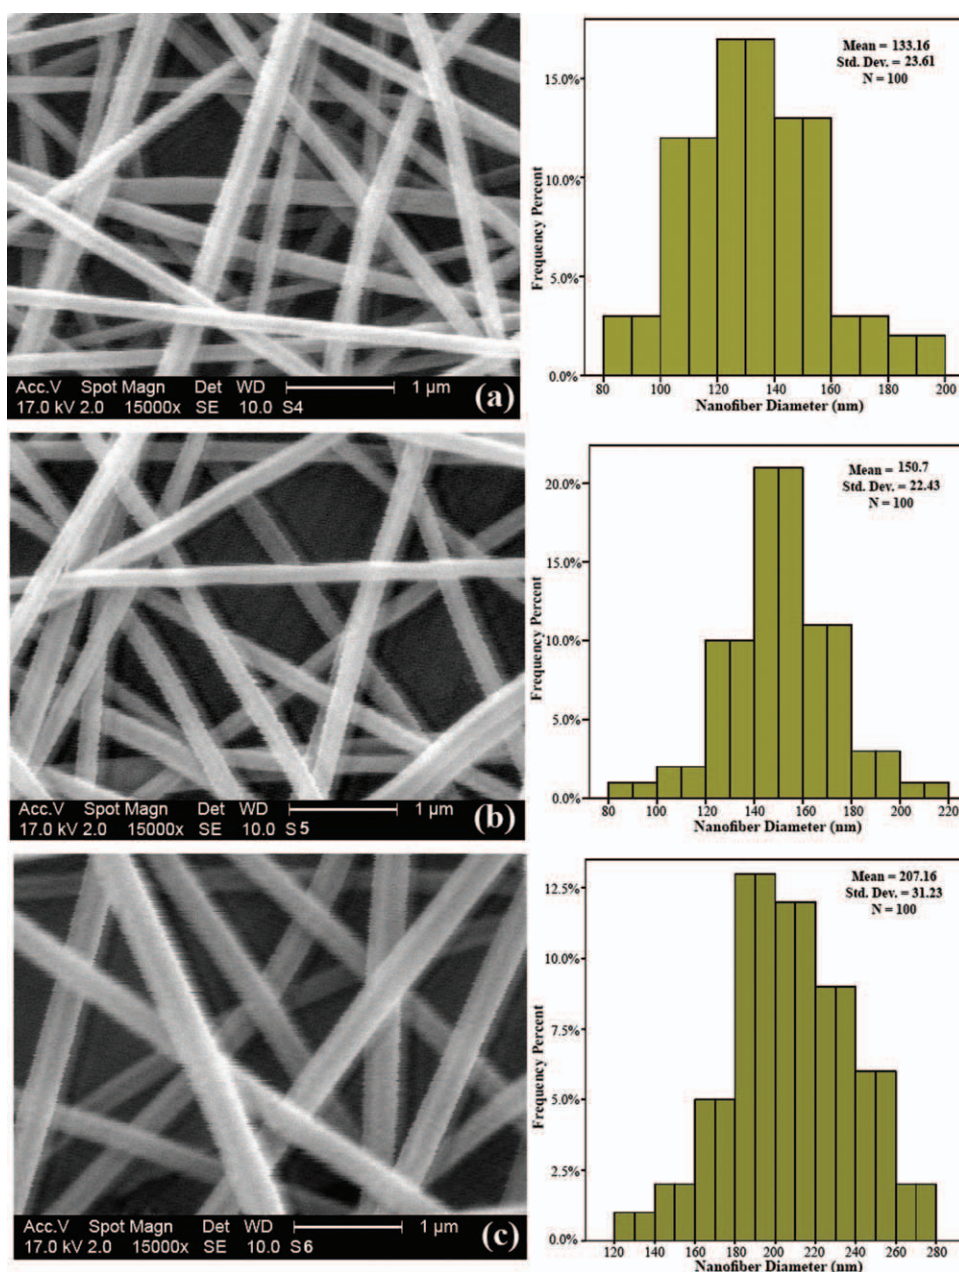 Acc.V Spot Magn Det WD 1 µm
17.0 kV 2.0 15000x SE 10.0 S4
(a)
Mean = 133.16
Std. Dev. = 23.61
N = 100
Frequency Percent
15.0%
10.0%
5.0%
0.0%
80 100 120 140 160 180 200
Nanofiber Diameter (nm)
Acc.V Spot Magn Det WD 1 µm
17.0 kV 2.0 15000x SE 10.0 S5
(b)
Mean = 150.7
Std. Dev. = 22.43
N = 100
Frequency Percent
20.0%
15.0%
10.0%
5.0%
0.0%
80 100 120 140 160 180 200 220
Nanofiber Diameter (nm)
Acc.V Spot Magn Det WD 1 µm
17.0 kV 2.0 15000x SE 10.0 S6
(c)
Mean = 207.16
Std. Dev. = 31.23
N = 100
Frequency Percent
12.5%
10.0%
7.5%
5.0%
2.5%
0.0%
120 140 160 180 200 220 240 260 280
Nanofiber Diameter (nm)